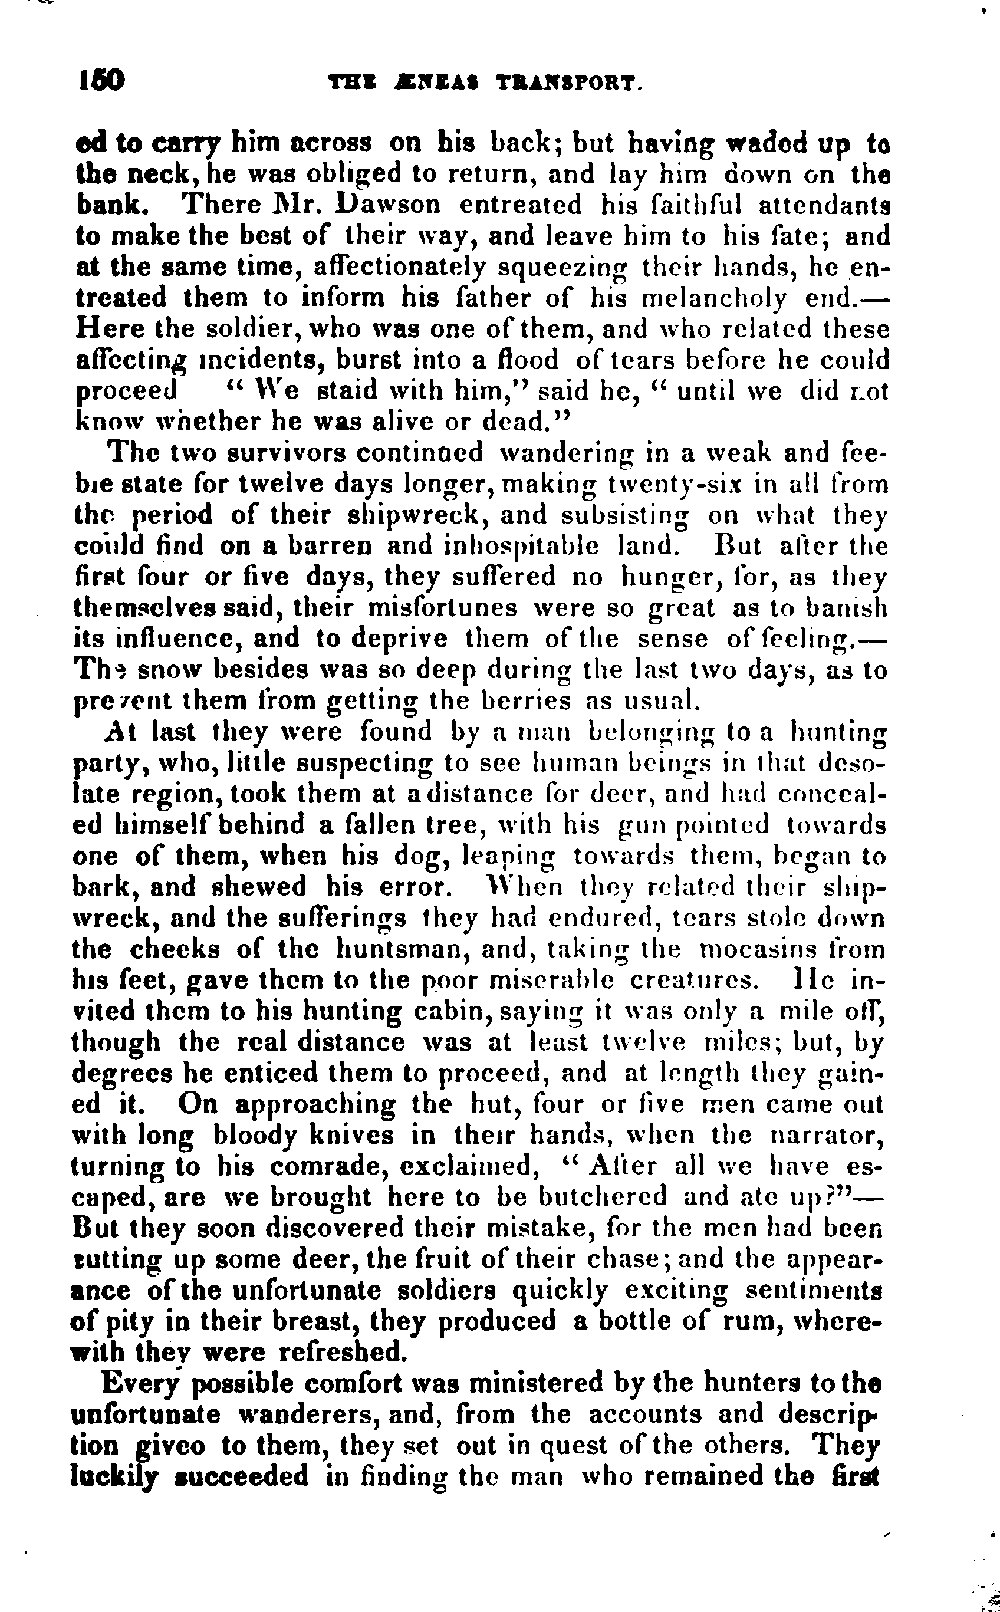 150 THE ÆNEAS TRANSPORT.
ed to carry him across on his back; but having waded up to
the neck, he was obliged to return, and lay him down on the
bank. There Mr. Dawson entreated his faithful attendants
to make the best of their way, and leave him to his fate; and
at the same time, affectionately squeezing their hands, he en-
treated them to inform his father of his melancholy end.—
Here the soldier, who was one of them, and who related these
affecting incidents, burst into a flood of tears before he could
proceed “ We staid with him,” said he, “ until we did not
know whether he was alive or dead.”
The two survivors continued wandering in a weak and fee-
ble state for twelve days longer, making twenty-six in all from
the period of their shipwreck, and subsisting on what they
could find on a barren and inhospitable land. But after the
first four or five days, they suffered no hunger, for, as they
themselves said, their misfortunes were so great as to banish
its influence, and to deprive them of the sense of feeling.—
The snow besides was so deep during the last two days, as to
prevent them from getting the berries as usual.
At last they were found by a man belonging to a hunting
party, who, little suspecting to see human beings in that deso-
late region, took them at a distance for deer, and had conceal-
ed himself behind a fallen tree, with his gun pointed towards
one of them, when his dog, leaping towards them, began to
bark, and shewed his error. When they related their ship-
wreck, and the sufferings they had endured, tears stole down
the cheeks of the huntsman, and, taking the mocasins from
his feet, gave them to the poor miserable creatures. He in-
vited them to his hunting cabin, saying it was only a mile off,
though the real distance was at least twelve miles; but, by
degrees he enticed them to proceed, and at length they gain-
ed it. On approaching the hut, four or five men came out
with long bloody knives in their hands, when the narrator,
turning to his comrade, exclaimed, “ After all we have es-
caped, are we brought here to be butchered and ate up?”—
But they soon discovered their mistake, for the men had been
cutting up some deer, the fruit of their chase; and the appear-
ance of the unfortunate soldiers quickly exciting sentiments
of pity in their breast, they produced a bottle of rum, where-
with they were refreshed.
Every possible comfort was ministered by the hunters to the
unfortunate wanderers, and, from the accounts and descrip-
tion given to them, they set out in quest of the others. They
luckily succeeded in finding the man who remained the first